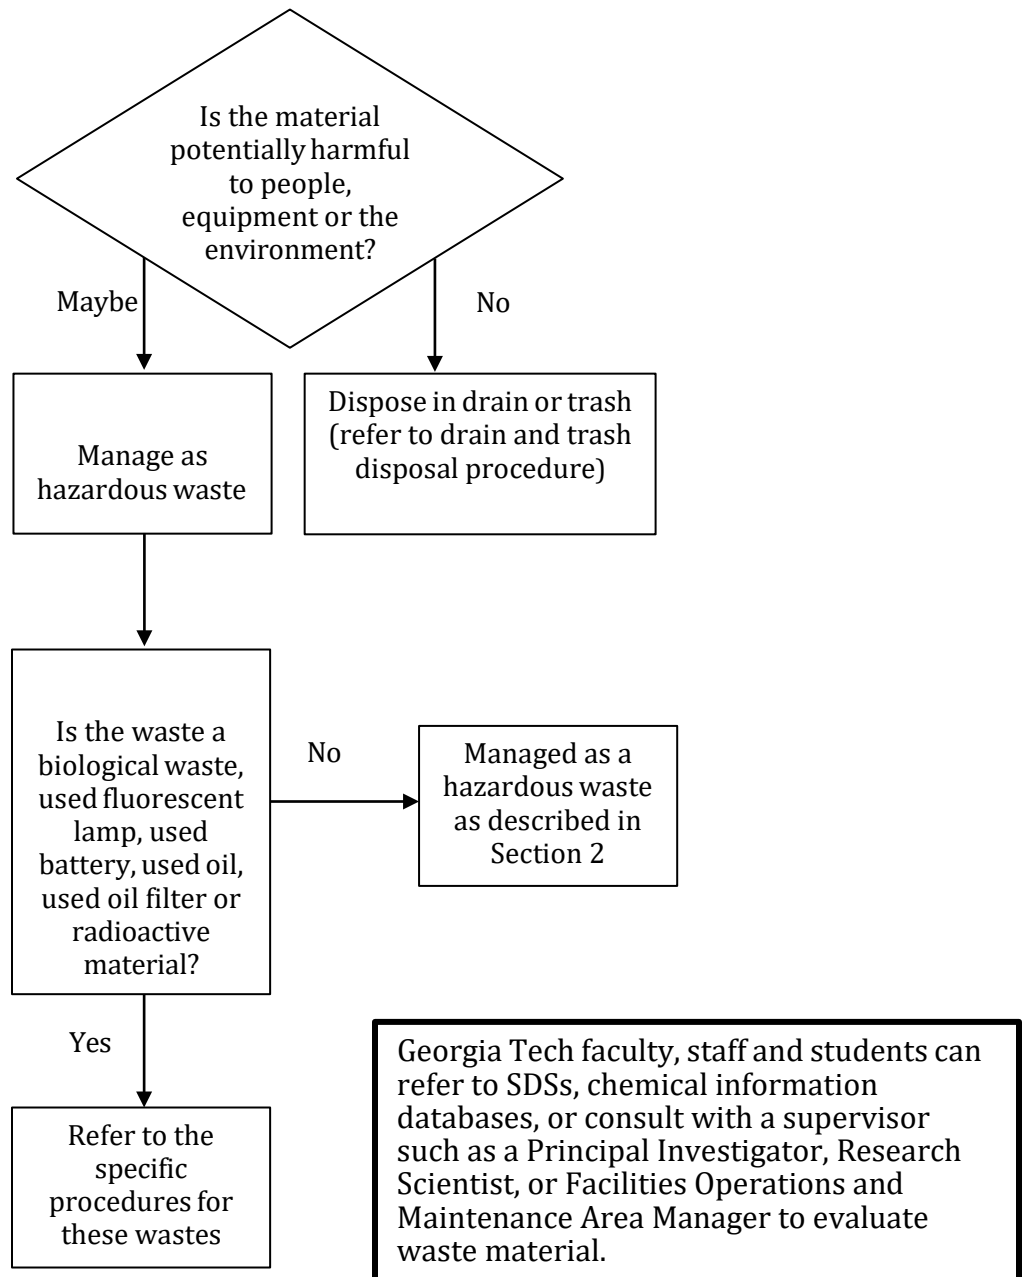 Is the material
potentially harmful
to people,
equipment or the
environment?
Maybe
No
Manage as
hazardous waste
Dispose in drain or trash
(refer to drain and trash
disposal procedure)
Is the waste a
biological waste,
used fluorescent
lamp, used
battery, used oil,
used oil filter or
radioactive
material?
No
Managed as a
hazardous waste
as described in
Section 2
Yes
Refer to the
specific
procedures for
these wastes
Georgia Tech faculty, staff and students can
refer to SDSs, chemical information
databases, or consult with a supervisor
such as a Principal Investigator, Research
Scientist, or Facilities Operations and
Maintenance Area Manager to evaluate
waste material.